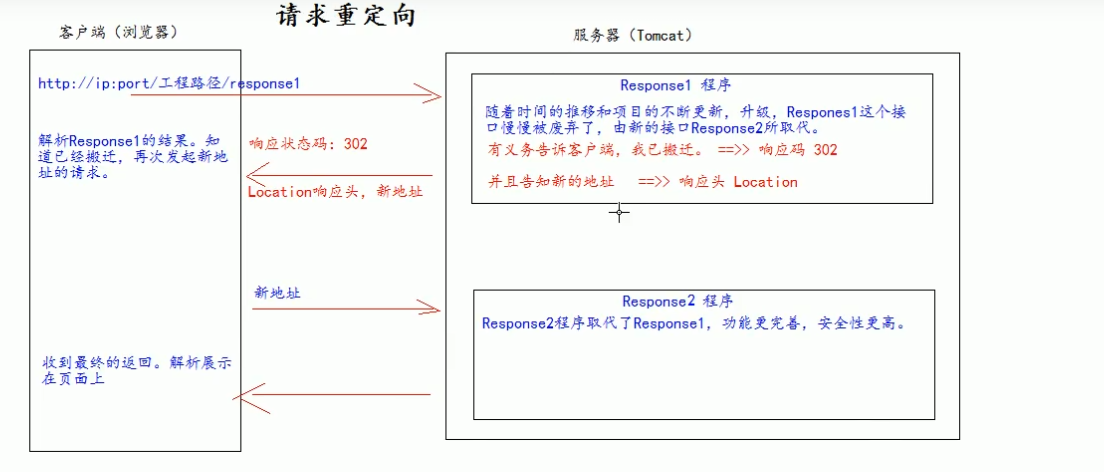 请求重定向
客户端（浏览器）
服务器（Tomcat）
http://ip:port/工程路径/response1
Response1 程序
随着时间的推移和项目的不断更新，升级，Respones1这个接
口慢慢被废弃了，由新的接口Response2所取代。
有义务告诉客户端，我已搬迁。 ==>> 响应码 302
并且告知新的地址 ==>> 响应头 Location
解析Response1的结果。知
道已经搬迁，再次发起新地
址的请求。
响应状态码：302
Location响应头，新地址
新地址
Response2 程序
Response2程序取代了Response1，功能更完善，安全性更高。
收到最终的返回。解析展示
在页面上